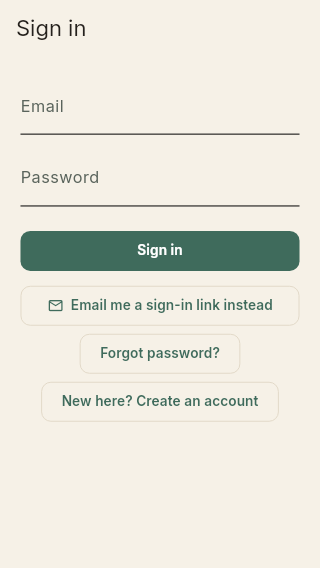 Sign in
Email
Password
Sign in
Email me a sign-in link instead
Forgot password?
New here? Create an account